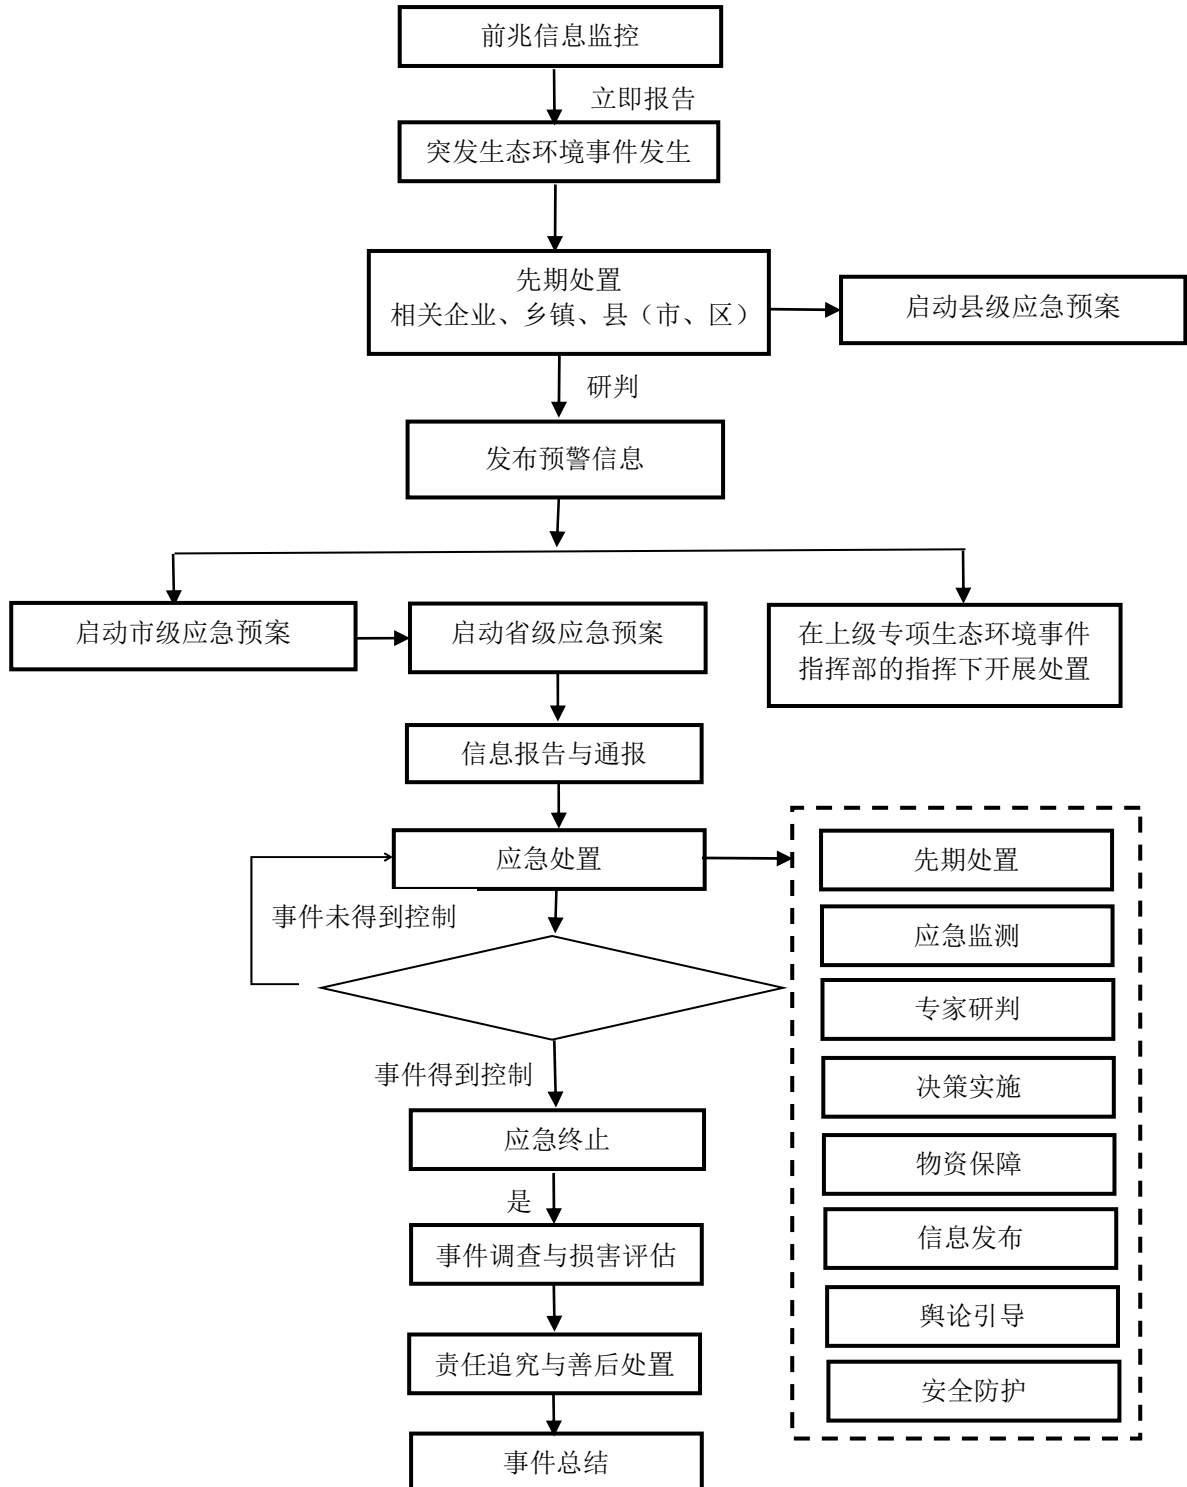 前兆信息监控
立即报告
突发生态环境事件发生
先期处置
相关企业、乡镇、县（市、区）
启动县级应急预案
研判
发布预警信息
启动市级应急预案
启动省级应急预案
在上级专项生态环境事件
指挥部的指挥下开展处置
信息报告与通报
应急处置
先期处置
事件未得到控制
应急监测
专家研判
事件得到控制
决策实施
应急终止
物资保障
是
信息发布
事件调查与损害评估
舆论引导
责任追究与善后处置
安全防护
事件总结